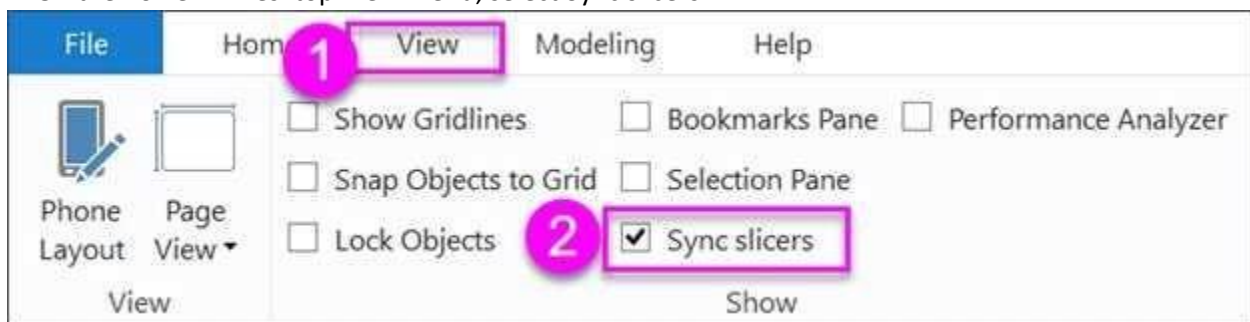 File Hom View Modeling Help
1
Show Gridlines Bookmarks Pane Performance Analyzer
Snap Objects to Grid Selection Pane
Phone Page
Lock Objects 2 Sync slicers
Layout View
View Show